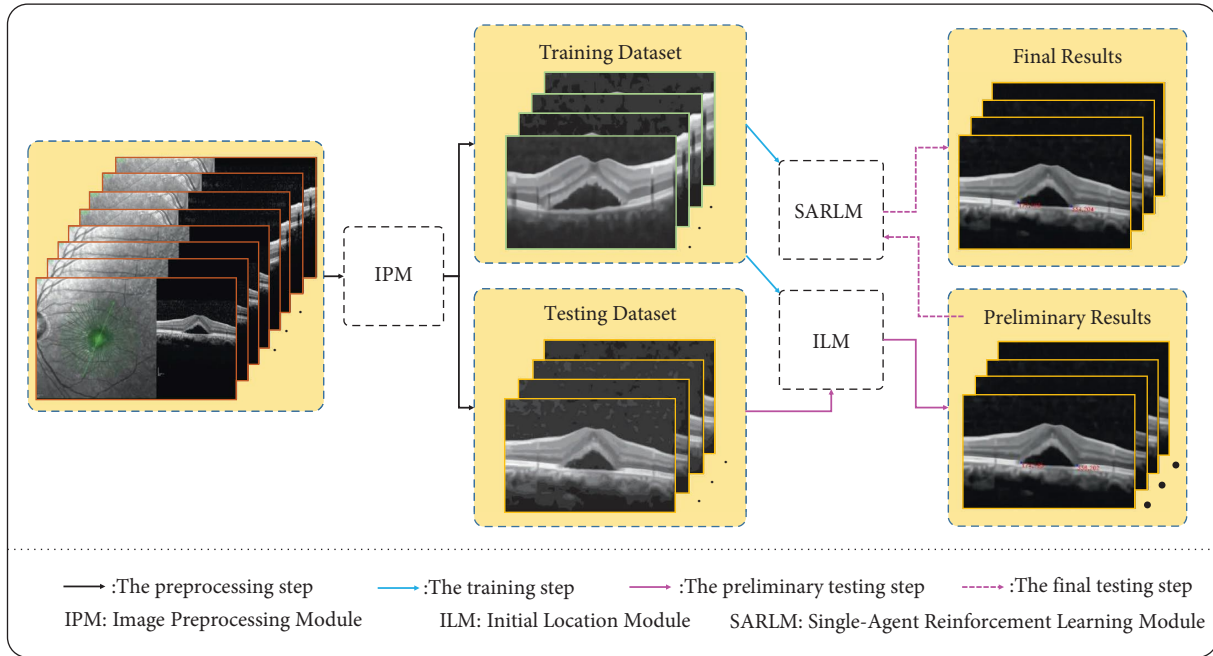 Training Dataset
Final Results
SARLM
IPM
Testing Dataset
ILM
Preliminary Results
:The preprocessing step
:The training step
:The preliminary testing step
:The final testing step
IPM: Image Preprocessing Module
ILM: Initial Location Module
SARLM: Single-Agent Reinforcement Learning Module